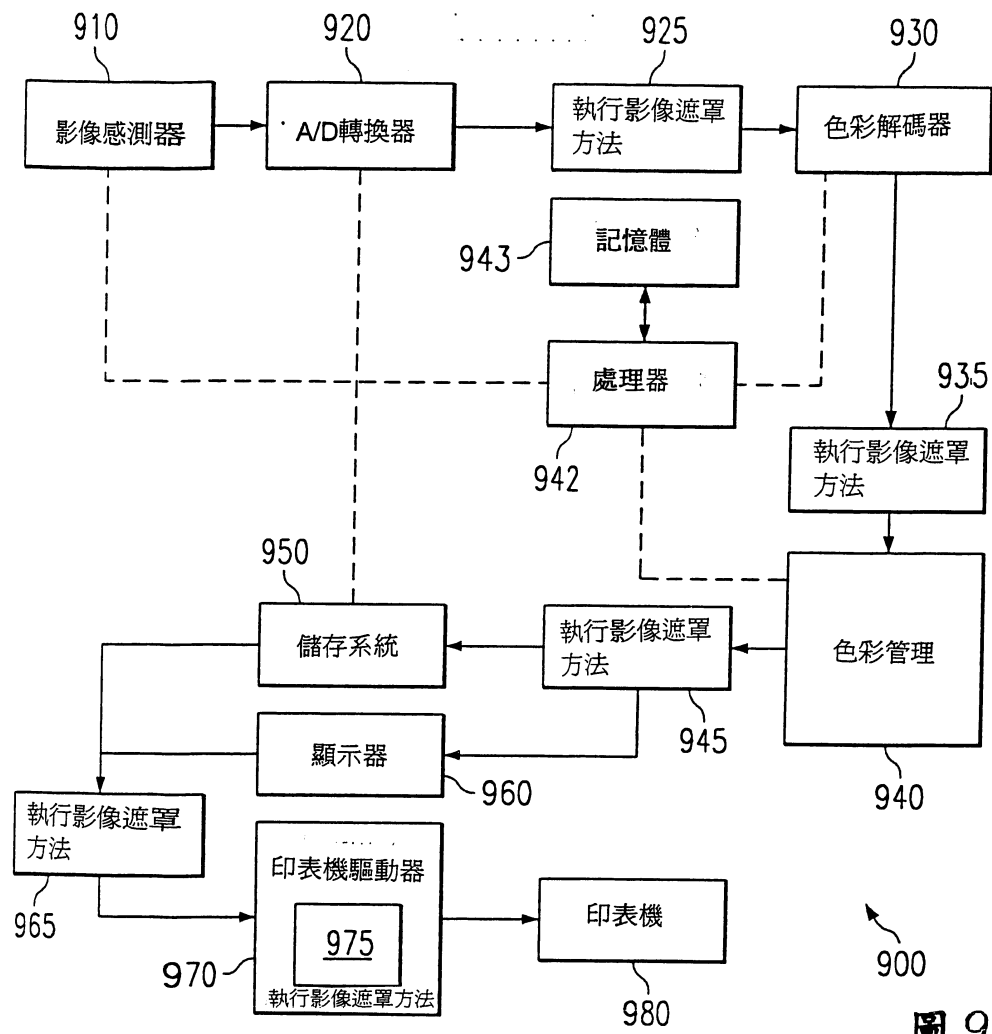 910
920
925
930
影像感測器
A/D轉換器
執行影像遮罩
方法
色彩解碼器
943
記憶體
處理器
942
935
執行影像遮罩
方法
950
儲存系統
執行影像遮罩
方法
945
色彩管理
940
顯示器
960
執行影像遮罩
方法
965
印表機驅動器
975
執行影像遮罩方法
970
印表機
980
900
圖 9